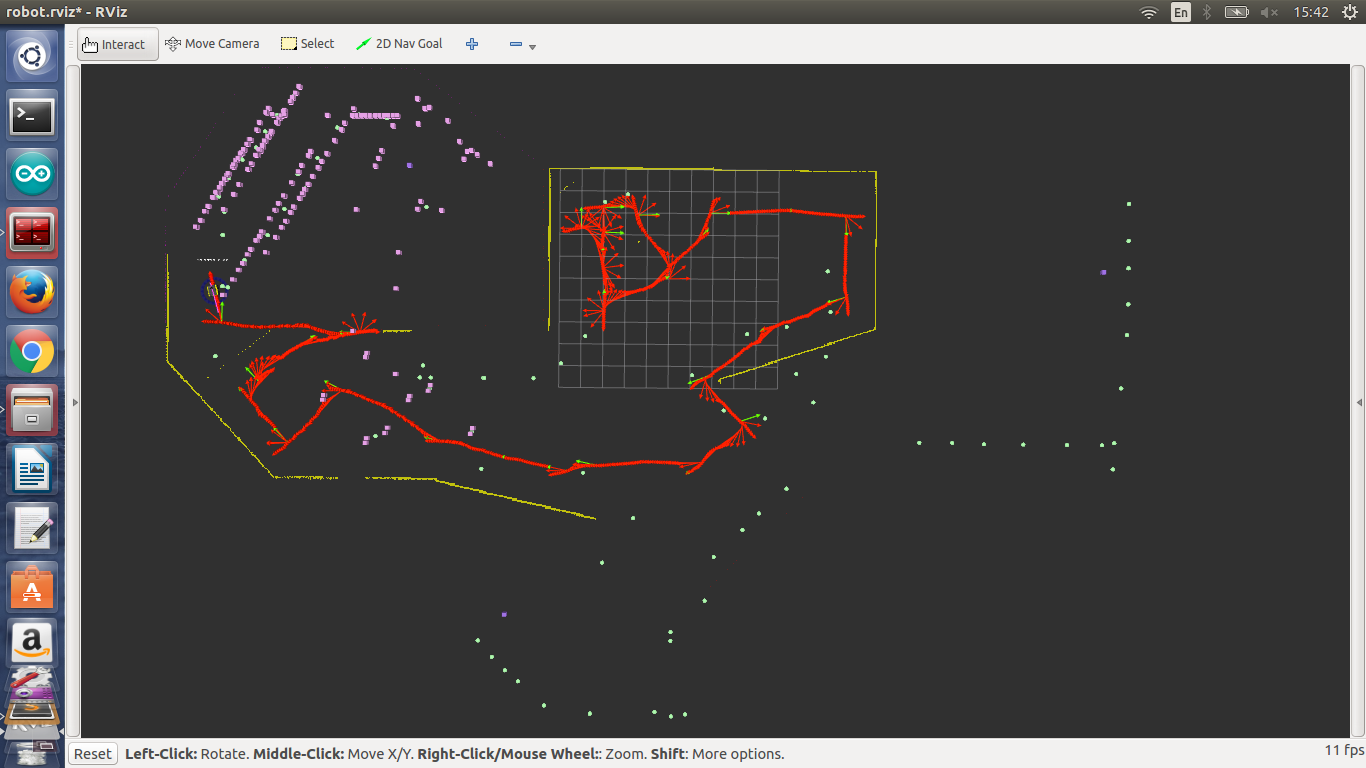 robot.rviz* - RViz
En
15:42
Interact
Move Camera
Select
2D Nav Goal
Reset
Left-Click: Rotate. Middle-Click: Move X/Y. Right-Click/Mouse Wheel:: Zoom. Shift: More options.
11 fps